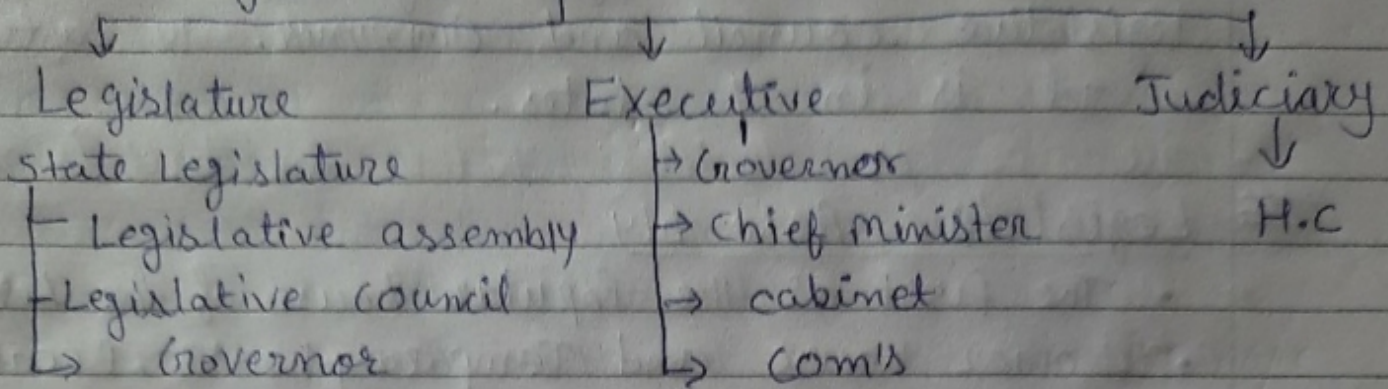 Legislature Executive Judiciary
State Legislature Governor
Legislative assembly Chief minister H.C
Legislative council cabinet
Governor com's